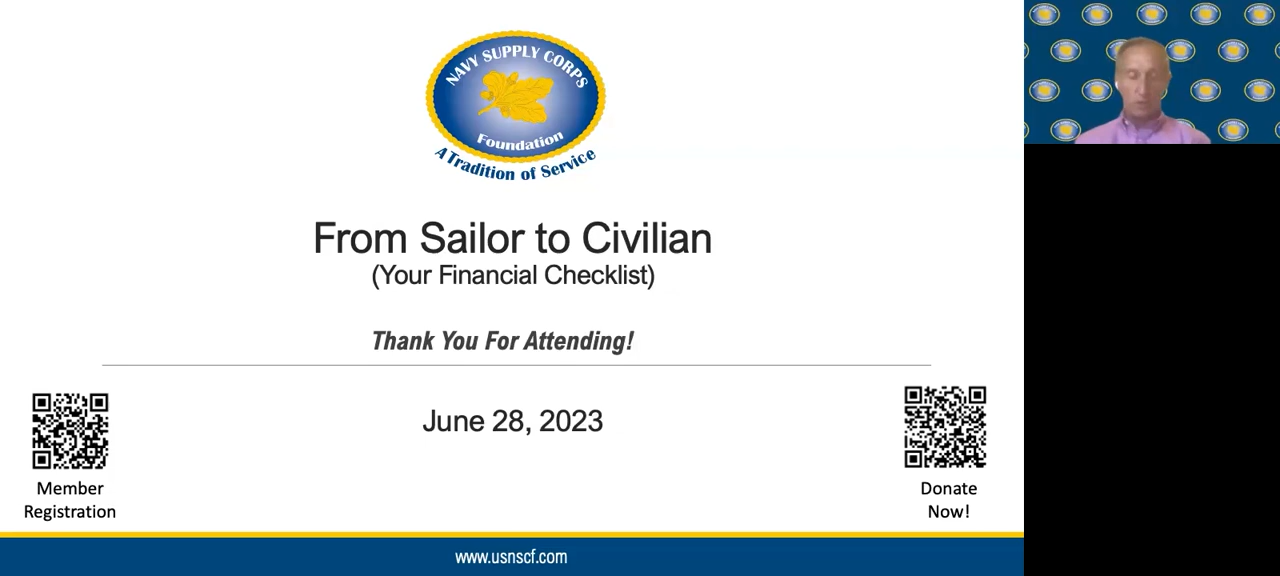 NAVY SUPPLY CORPS
Foundation
A Tradition of Service
From Sailor to Civilian
(Your Financial Checklist)
Thank You For Attending!
June 28, 2023
Member
Registration
Donate
Now!
www.usnscf.com